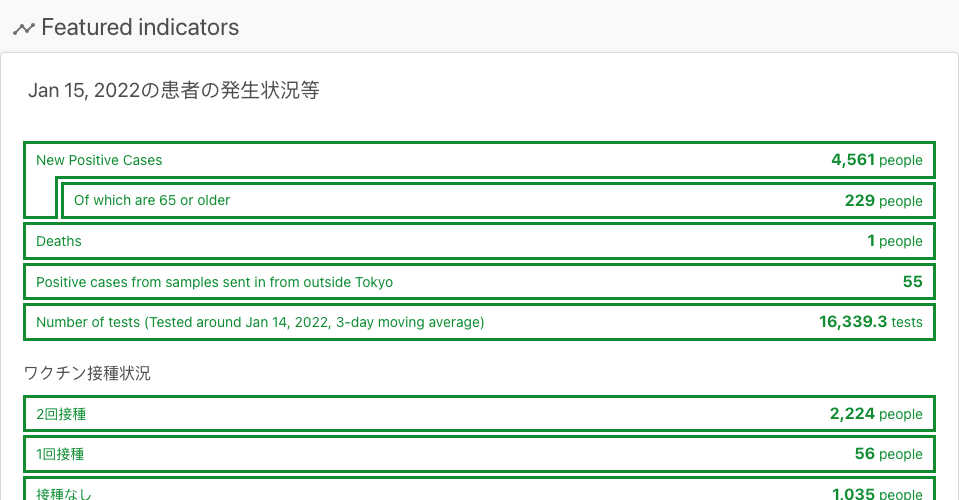 Featured indicators
Jan 15, 2022の患者の発生状況等
New Positive Cases 4,561 people
Of which are 65 or older 229 people
Deaths 1 people
Positive cases from samples sent in from outside Tokyo 55
Number of tests (Tested around Jan 14, 2022, 3-day moving average) 16,339.3 tests
ワクチン接種状況
2回接種 2,224 people
1回接種 56 people
接種なし 1,035 people